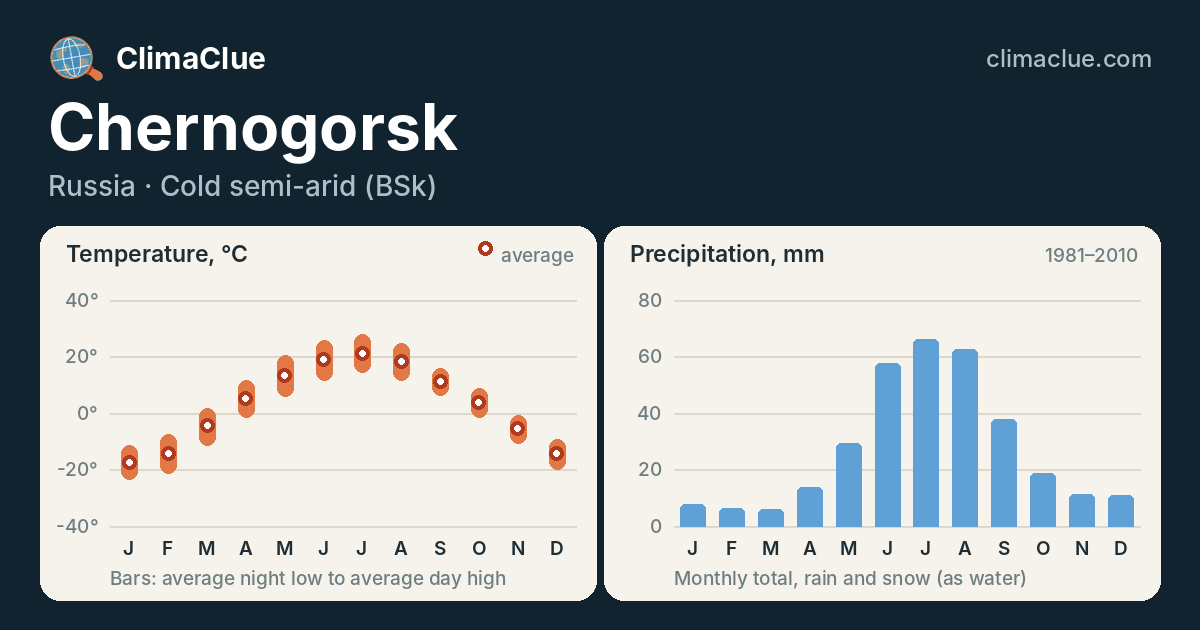 ClimaClue
climaclue.com
Chernogorsk
Russia · Cold semi-arid (BSk)
Temperature, °C
average
40°
20°
0°
-20°
-40°
J F M A M J J A S O N D
Bars: average night low to average day high
Precipitation, mm
1981–2010
80
60
40
20
0
J F M A M J J A S O N D
Monthly total, rain and snow (as water)